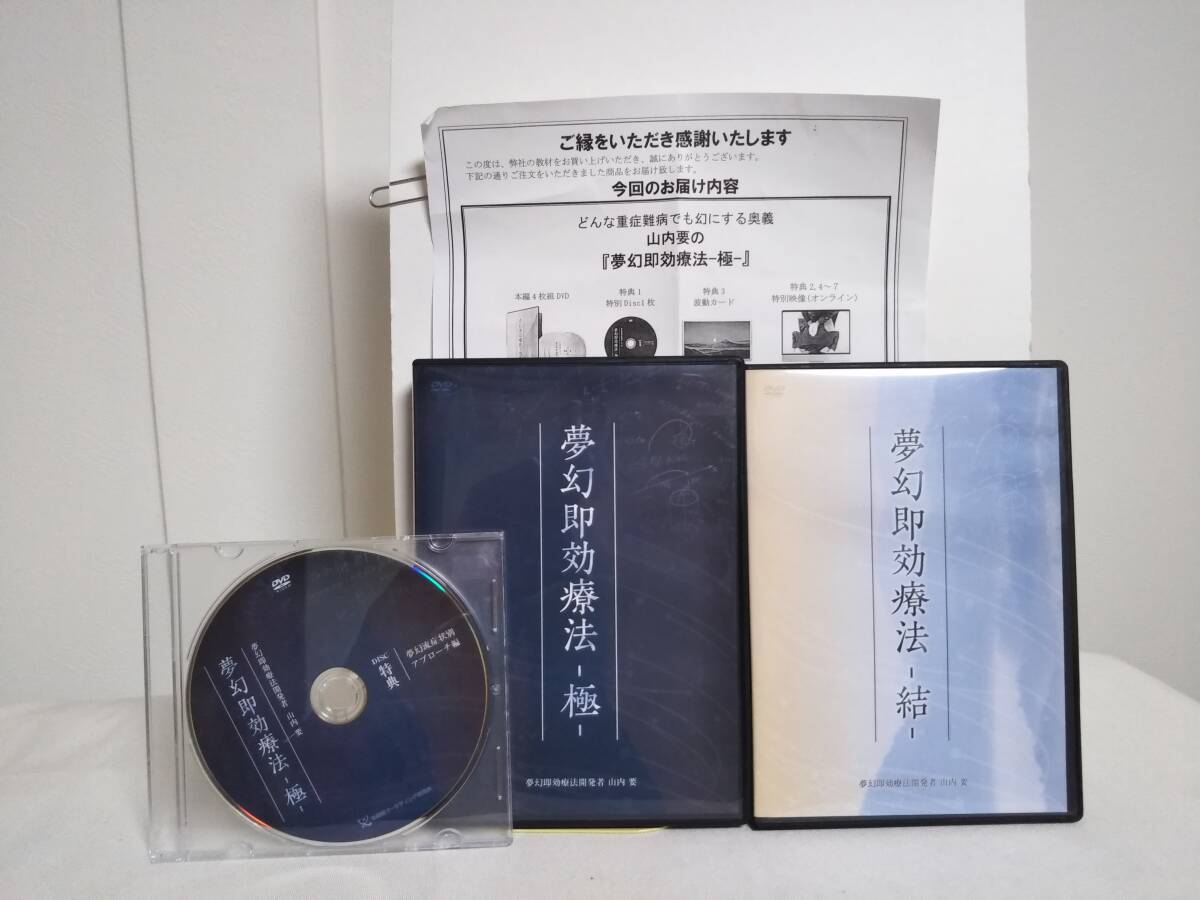 ご縁をいただき感謝いたします
この度は、弊社の教材をお買い上げいただき、誠にありがとうございます。
下記の通りご注文をいただきました商品をお届け致します。
今回のお届け内容
どんな重症難病でも幻にする奥義
山内要の
『夢幻即効療法−極−』
本編4枚組DVD
特典1
特別Disc1枚
特典3
波動カード
特典2,4〜7
特別映像(オンライン)
DVD
夢幻即効療法-極-
夢幻即効療法開発者 山内 要
DVD
夢幻即効療法-結-
夢幻即効療法開発者 山内 要
DVD
夢幻流症状別
アプローチ編
DISC
特典
夢幻即効療法開発者 山内 要
夢幻即効療法-極-